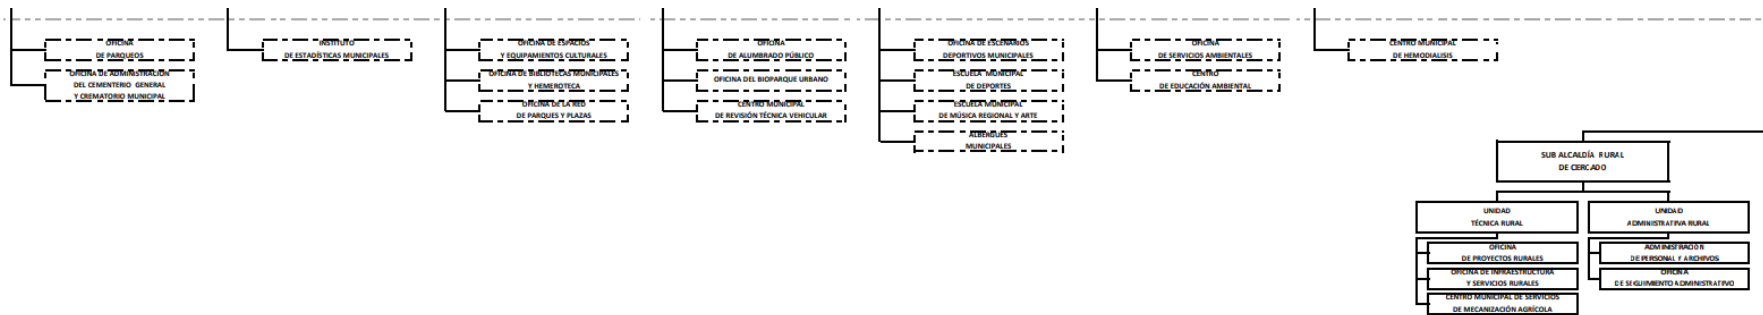 OFICINA
DE PARQUEOS
OFICINA DE ADMINISTRACION
DEL CEMENTERIO GENERAL
Y CREMATORIO MUNICIPAL
INSTITUTO
DE ESTADÍSTICAS MUNICIPALES
OFICINA DE ESPACIOS
Y EQUIPAMIENTOS CULTURALES
OFICINA DE BIBLIOTECAS MUNICIPALES
Y HEMEROTECA
OFICINA DE LA RED
DE PARQUES Y PLAZAS
OFICINA
DE ALUMBRADO PÚBLICO
OFICINA DEL BIOPARQUE URBANO
CENTRO MUNICIPAL
DE REVISIÓN TÉCNICA VEHICULAR
OFICINA DE ESCENARIOS
DEPORTIVOS MUNICIPALES
ESCUELA MUNICIPAL
DE DEPORTES
ESCUELA MUNICIPAL
DE MÚSICA REGIONAL Y ARTE
ALBERGUES
MUNICIPALES
OFICINA
DE SERVICIOS AMBIENTALES
CENTRO
DE EDUCACIÓN AMBIENTAL
CENTRO MUNICIPAL
DE HEMODIALISIS
SUB ALCALDÍA RURAL
DE CERCADO
UNIDAD
TÉCNICA RURAL
OFICINA
DE PROYECTOS RURALES
OFICINA DE INFRAESTRUCTURA
Y SERVICIOS RURALES
CENTRO MUNICIPAL DE SERVICIOS
DE MECANIZACIÓN AGRÍCOLA
UNIDAD
ADMINISTRATIVA RURAL
ADMINISTRACIÓN
DE PERSONAL Y ARCHIVOS
OFICINA
DE SEGUIMIENTO ADMINISTRATIVO